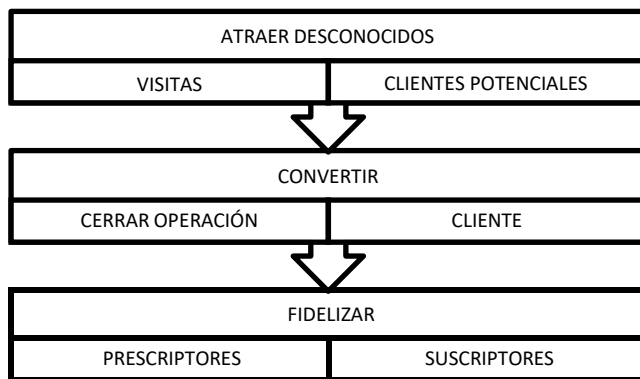 ATRAER DESCONOCIDOS
VISITAS
CLIENTES POTENCIALES
CONVERTIR
CERRAR OPERACIÓN
CLIENTE
FIDELIZAR
PRESCRIPTORES
SUSCRIPTORES